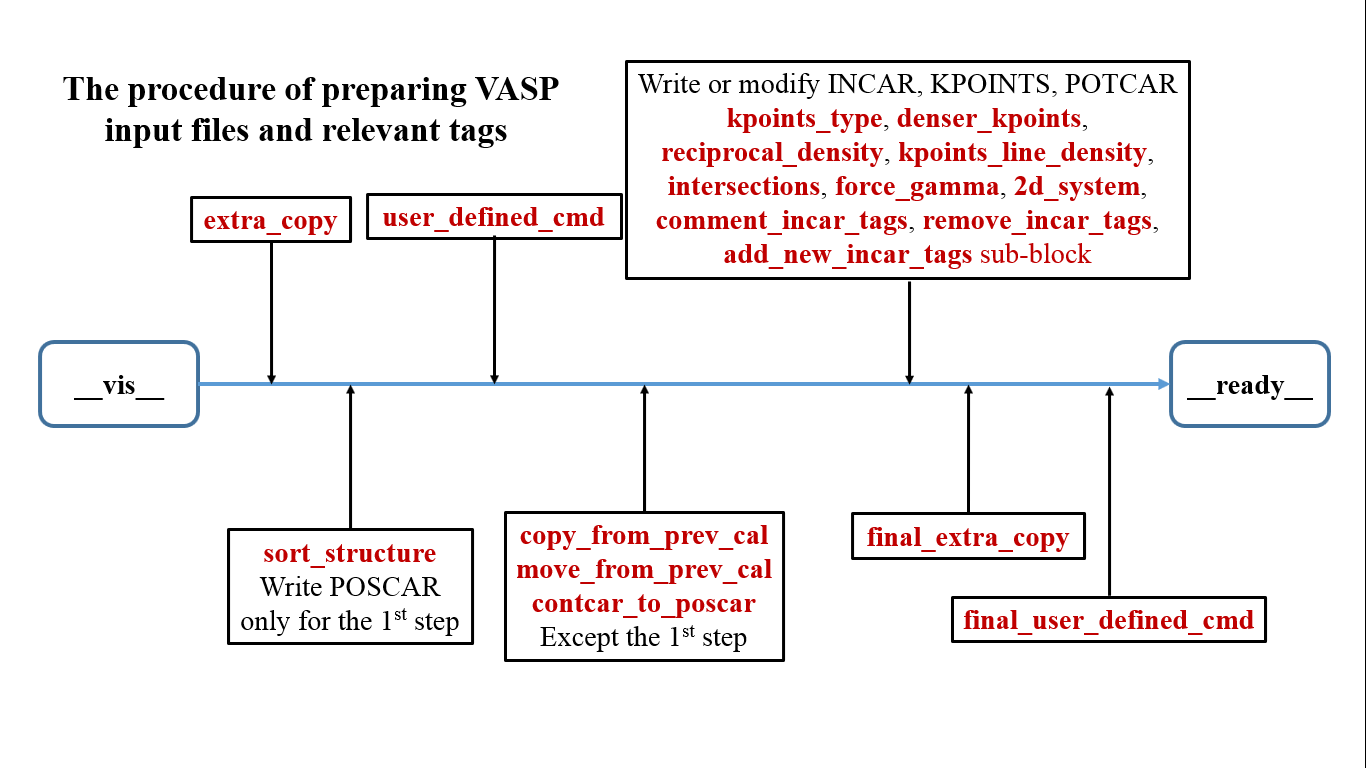 The procedure of preparing VASP
input files and relevant tags
Write or modify INCAR, KPOINTS, POTCAR
kpoints_type, denser_kpoints,
reciprocal_density, kpoints_line_density,
intersections, force_gamma, 2d_system,
comment_incar_tags, remove_incar_tags,
add_new_incar_tags sub-block
extra_copy
user_defined_cmd
__vis__
__ready__
sort_structure
Write POSCAR
only for the 1st step
copy_from_prev_cal
move_from_prev_cal
contcar_to_poscar
Except the 1st step
final_extra_copy
final_user_defined_cmd